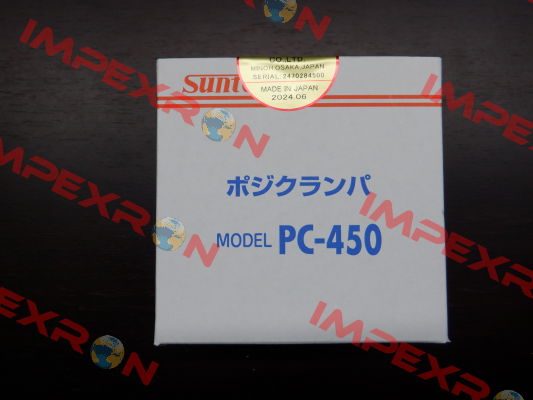 CO.,LTD.
MINOH,OSAKA,JAPAN
SERIAL:2470284500
MADE IN JAPAN
2024.06
ポジクランパ
MODEL PC-450
IMPEXRON
IMPEXRON
IMPEXRON
IMPEXRON
IMPEXRON
IMPEXRON
IMPEXRON